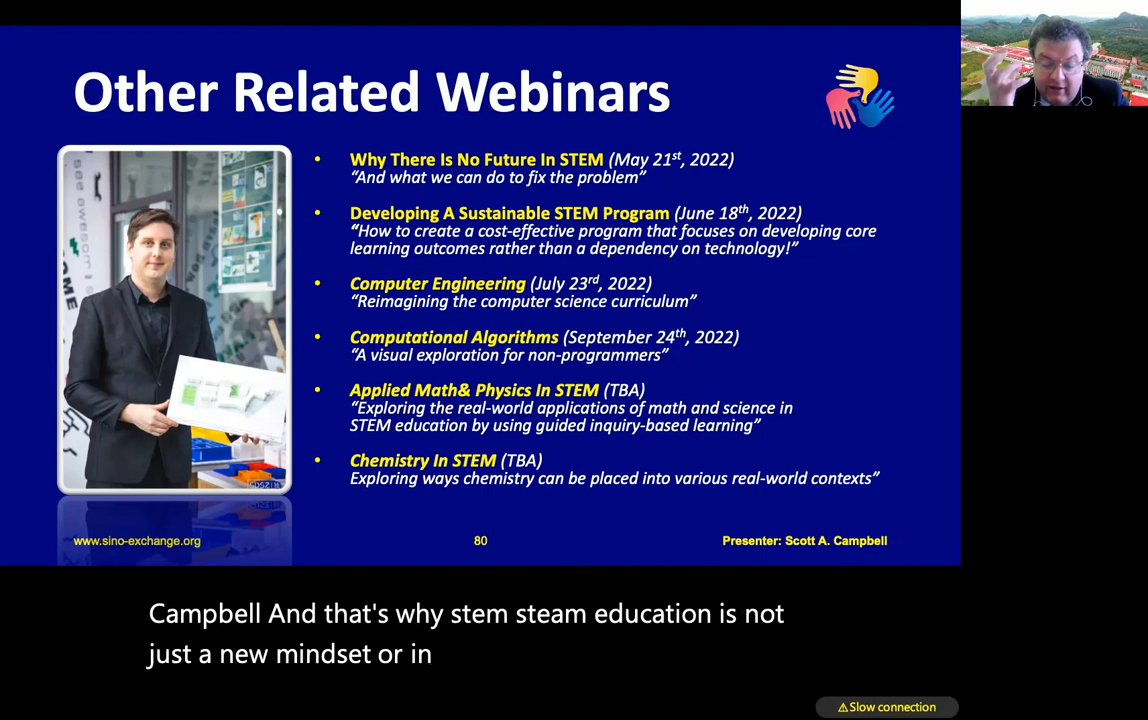 Other Related Webinars
• Why There Is No Future In STEM (May 21st, 2022)
“And what we can do to fix the problem”
• Developing A Sustainable STEM Program (June 18th, 2022)
“How to create a cost-effective program that focuses on developing core
learning outcomes rather than a dependency on technology!”
• Computer Engineering (July 23rd, 2022)
“Reimagining the computer science curriculum”
• Computational Algorithms (September 24th, 2022)
“A visual exploration for non-programmers”
• Applied Math& Physics In STEM (TBA)
“Exploring the real-world applications of math and science in
STEM education by using guided inquiry-based learning”
• Chemistry In STEM (TBA)
Exploring ways chemistry can be placed into various real-world contexts”
www.sino-exchange.org
80
Presenter: Scott A. Campbell
Campbell And that's why stem steam education is not
just a new mindset or in
⚠Slow connection